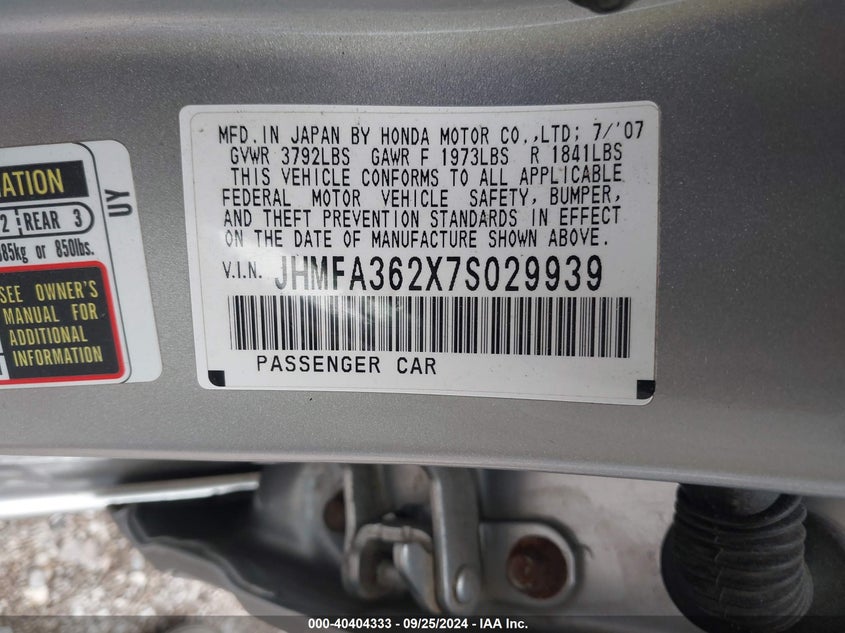 MFD. IN JAPAN BY HONDA MOTOR CO.,LTD; 7/'07
GVWR 3792LBS GAWR F 1973LBS R 1841LBS
THIS VEHICLE CONFORMS TO ALL APPLICABLE
FEDERAL MOTOR VEHICLE SAFETY, BUMPER,
AND THEFT PREVENTION STANDARDS IN EFFECT
ON THE DATE OF MANUFACTURE SHOWN ABOVE.
V.I.N. JHMFA362X7S029939
PASSENGER CAR
2 REAR 3
385kg or 850lbs.
UY
SEE OWNER'S
MANUAL FOR
ADDITIONAL
INFORMATION
000-40404333 - 09/25/2024 - IAA Inc.